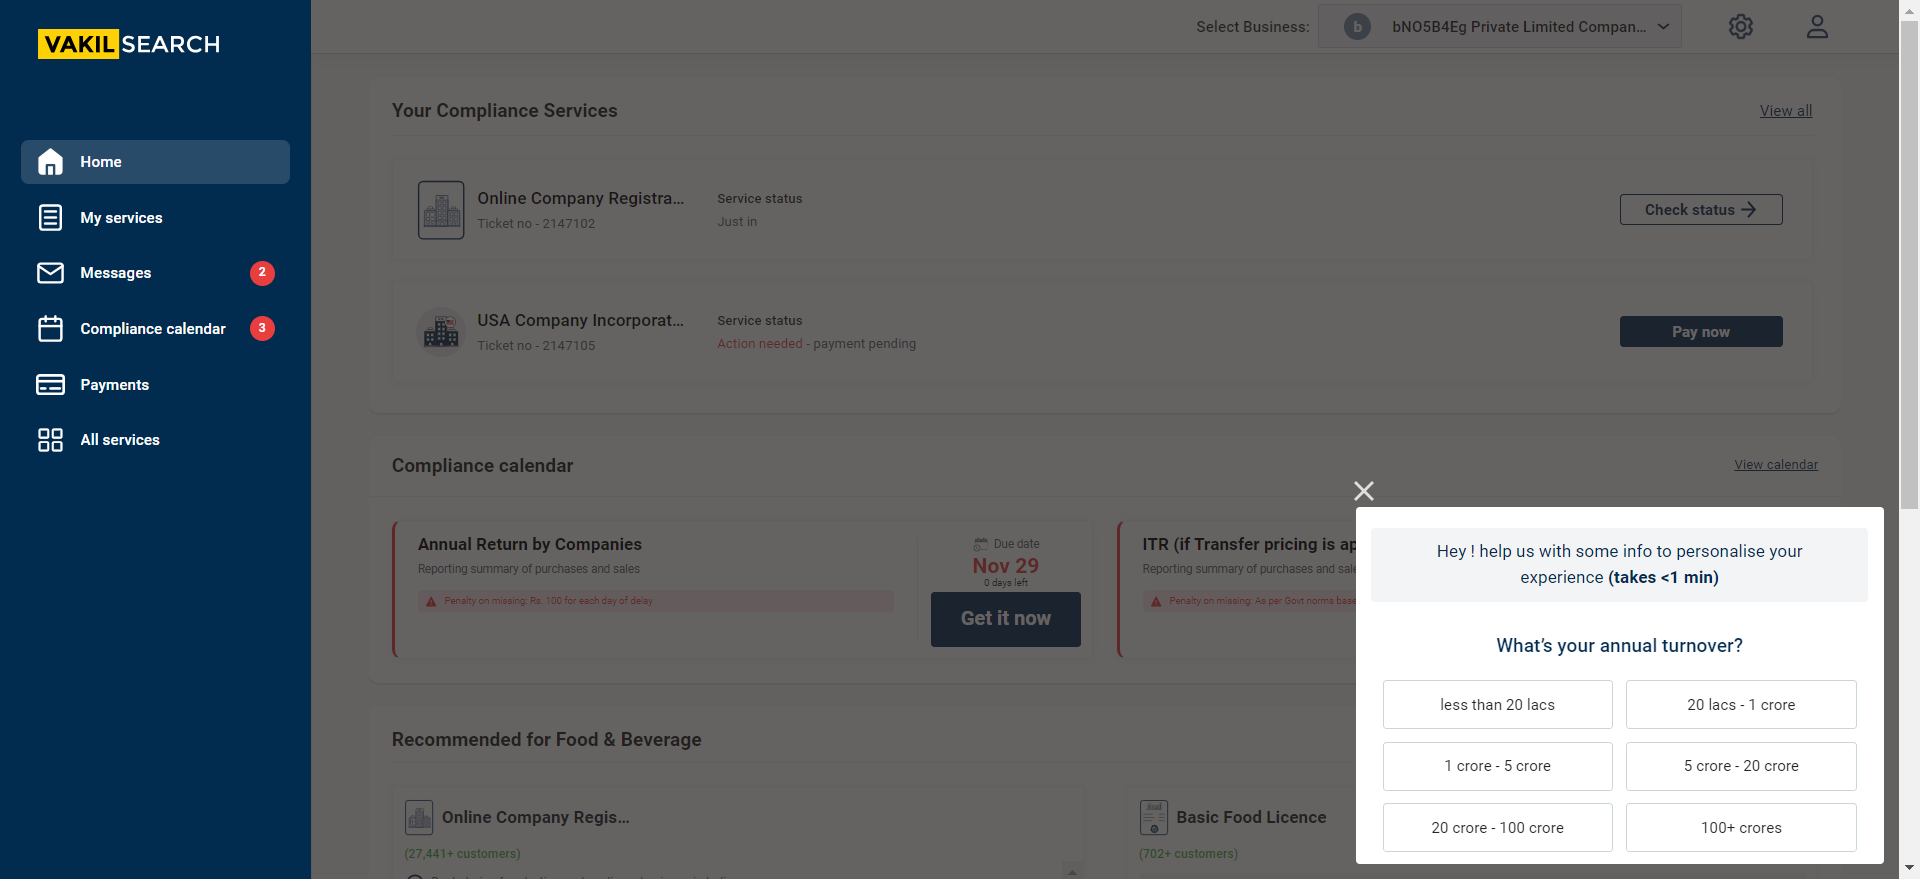 VAKILSEARCH
Select Business:
b
bNO5B4Eg Private Limited Compan...
Home
My services
Messages
2
Compliance calendar
3
Payments
All services
Your Compliance Services
View all
Online Company Registra...
Ticket no - 2147102
Service status
Just in
Check status
USA Company Incorporat...
Ticket no - 2147105
Service status
Action needed - payment pending
Pay now
Compliance calendar
View calendar
Annual Return by Companies
Reporting summary of purchases and sales
Penalty on missing: Rs. 100 for each day of delay
Due date
Nov 29
0 days left
Get it now
ITR (if Transfer pricing is ap
Reporting summary of purchases and sale
Penalty on missing: As per Govt norms base
Recommended for Food & Beverage
Online Company Regis...
(27,441+ customers)
Basic Food Licence
(702+ customers)
Hey ! help us with some info to personalise your
experience (takes <1 min)
What's your annual turnover?
less than 20 lacs
20 lacs - 1 crore
1 crore - 5 crore
5 crore - 20 crore
20 crore - 100 crore
100+ crores